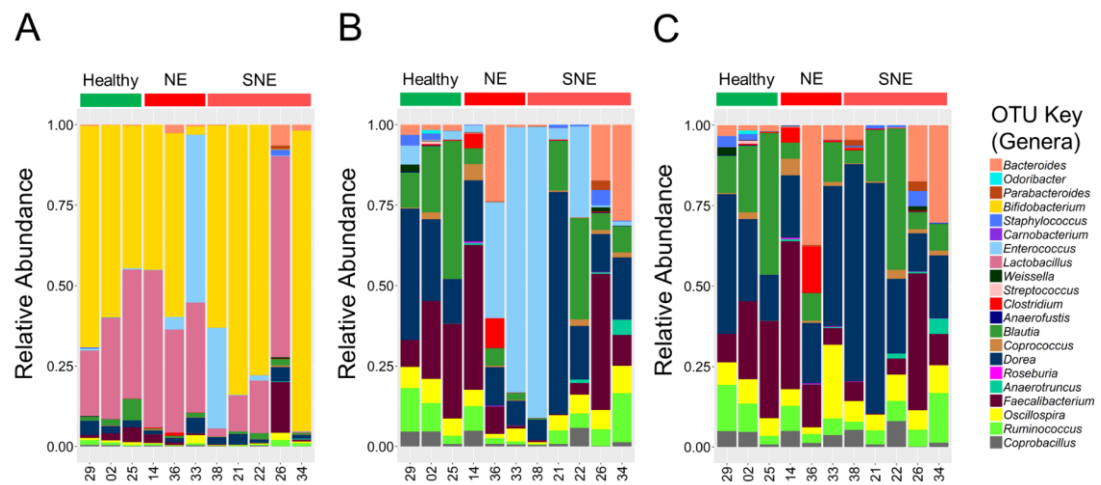 A
B
C
Healthy NE SNE
Healthy NE SNE
Healthy NE SNE
Relative Abundance
1.00
0.75
0.50
0.25
0.00
29 02 25 14 36 33 38 21 22 26 34
Relative Abundance
1.00
0.75
0.50
0.25
0.00
29 02 25 14 36 33 38 21 22 26 34
Relative Abundance
1.00
0.75
0.50
0.25
0.00
29 02 25 14 36 33 38 21 22 26 34
OTU Key
(Genera)
Bacteroides
Odoribacter
Parabacteroides
Bifidobacterium
Staphylococcus
Carnobacterium
Enterococcus
Lactobacillus
Weissella
Streptococcus
Clostridium
Anaerofustis
Blautia
Coprococcus
Dorea
Roseburia
Anaerotruncus
Faecalibacterium
Oscillospira
Ruminococcus
Coprobacillus